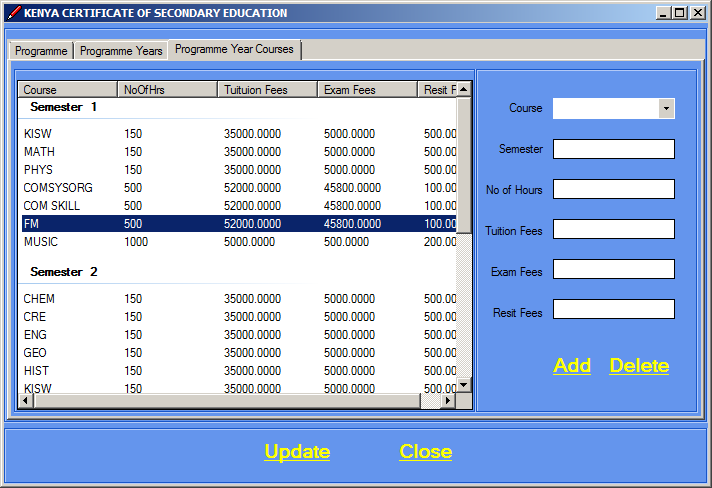 KENYA CERTIFICATE OF SECONDARY EDUCATION
Programme Programme Years Programme Year Courses
Course NoOfHrs Tuituion Fees Exam Fees Resit F
Semester 1
KISW 150 35000.0000 5000.0000 500.00
MATH 150 35000.0000 5000.0000 500.00
PHYS 150 35000.0000 5000.0000 500.00
COMSYSORG 500 52000.0000 45800.0000 100.00
COM SKILL 500 52000.0000 45800.0000 100.00
FM 500 52000.0000 45800.0000 100.00
MUSIC 1000 5000.0000 500.0000 200.00
Semester 2
CHEM 150 35000.0000 5000.0000 500.00
CRE 150 35000.0000 5000.0000 500.00
ENG 150 35000.0000 5000.0000 500.00
GEO 150 35000.0000 5000.0000 500.00
HIST 150 35000.0000 5000.0000 500.00
KISW 150 35000.0000 5000.0000 500.00
Course
Semester
No of Hours
Tuition Fees
Exam Fees
Resit Fees
Add Delete
Update Close